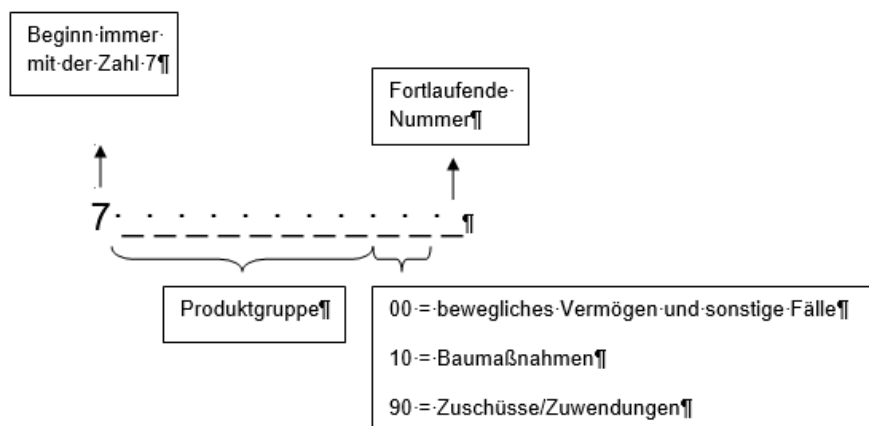 Beginn·immer·
mit·der·Zahl·7¶
Fortlaufende·
Nummer¶
7·_·_·_·_·_·_·_·_·_·_·_¶
Produktgruppe¶
00·=·bewegliches·Vermögen·und·sonstige·Fälle¶
10·=·Baumaßnahmen¶
90·=·Zuschüsse/Zuwendungen¶